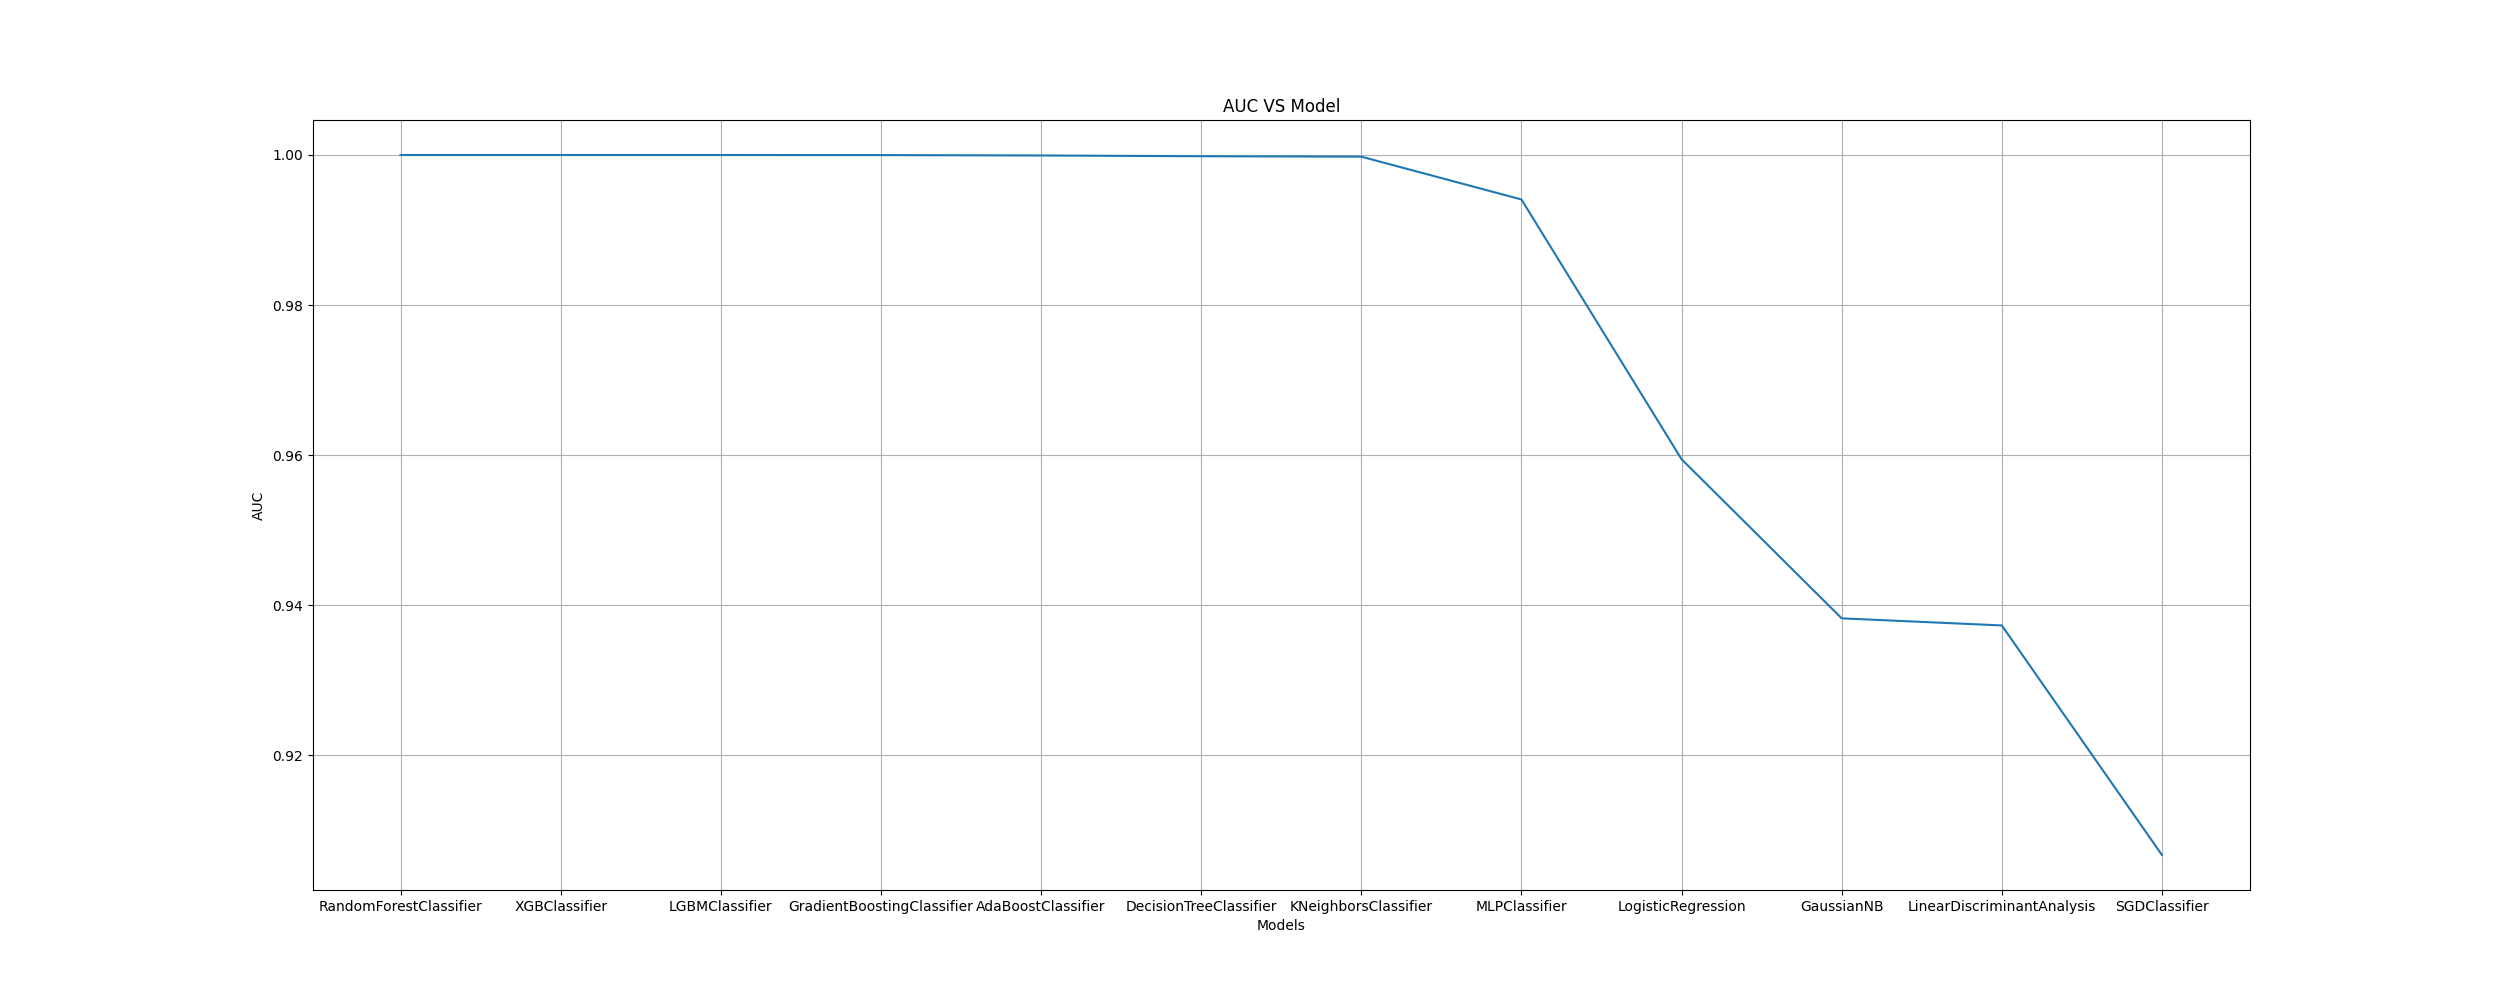 AUC VS Model
1.00
0.98
0.96
0.94
0.92
AUC
RandomForestClassifier XGBClassifier LGBMClassifier GradientBoostingClassifier AdaBoostClassifier DecisionTreeClassifier KNeighborsClassifier MLPClassifier LogisticRegression GaussianNB LinearDiscriminantAnalysis SGDClassifier
Models